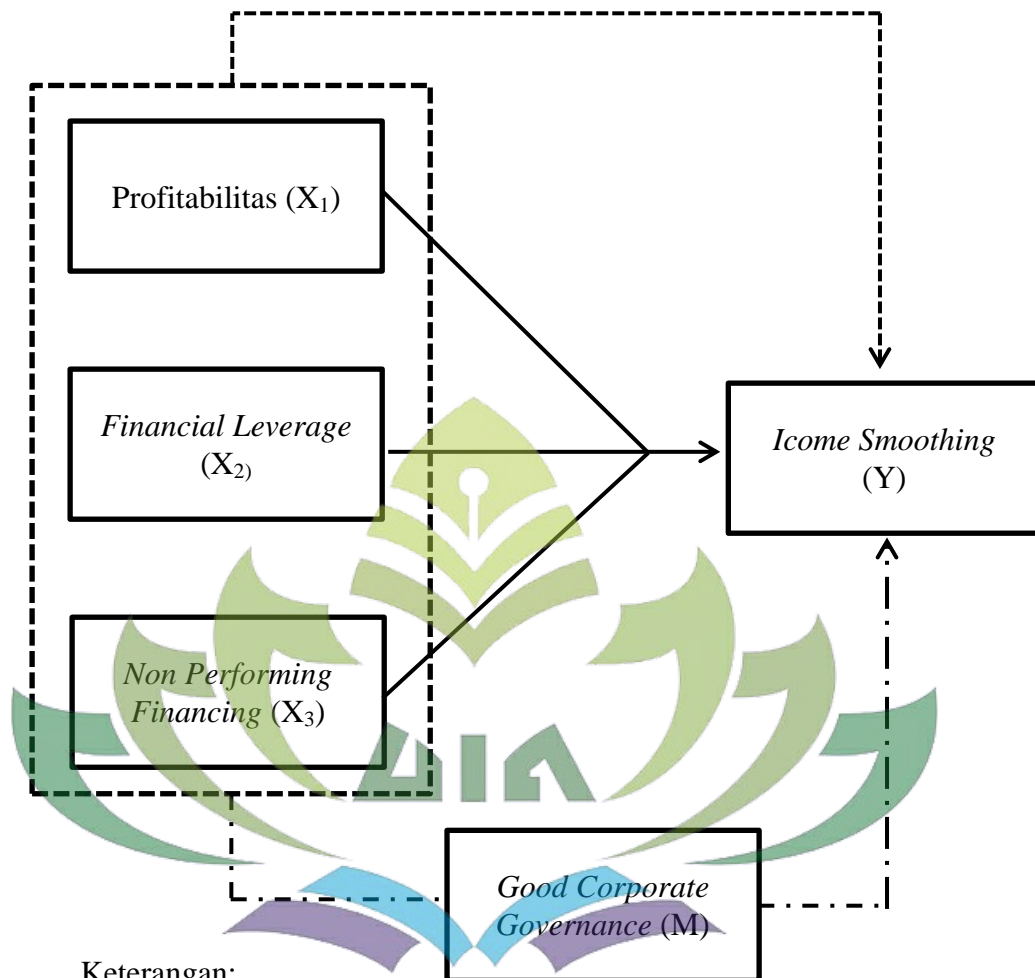 Profitabilitas (X₁)
Financial Leverage
(X₂)
Icome Smoothing
(Y)
Non Performing
Financing (X₃)
Good Corporate
Governance (M)
Keterangan: